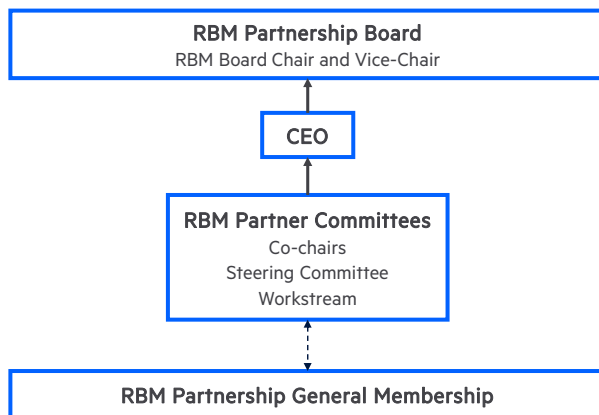 RBM Partnership Board
RBM Board Chair and Vice-Chair
CEO
RBM Partner Committees
Co-chairs
Steering Committee
Workstream
RBM Partnership General Membership